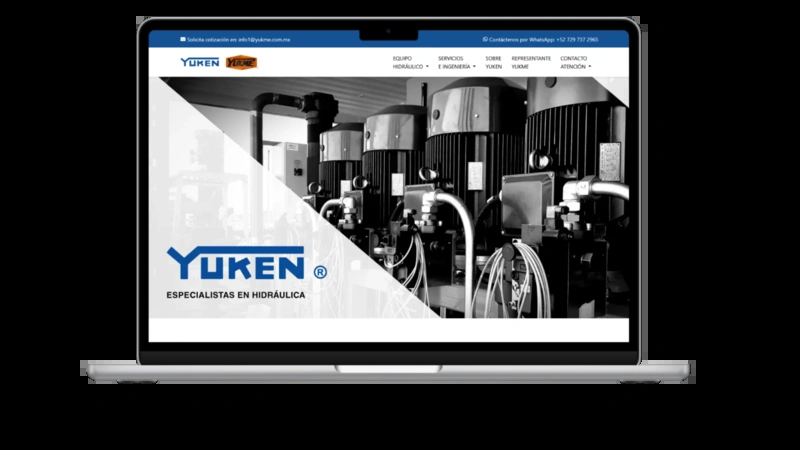 Solicita cotización en: info1@yukme.com.mx
Contáctenos por WhatsApp: +52 729 737 2965
YUKEN YUKME
EQUIPO
HIDRÁULICO
SERVICIOS
E INGENIERÍA
SOBRE
YUKEN
REPRESENTANTE
YUKME
CONTACTO
ATENCIÓN
YUKEN ®
ESPECIALISTAS EN HIDRÁULICA